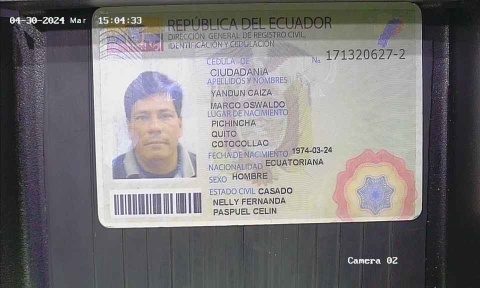 04-30-2024 Mar 15:04:33
REPÚBLICA DEL ECUADOR
DIRECCIÓN GENERAL DE REGISTRO CIVIL,
IDENTIFICACIÓN Y CEDULACIÓN
CÉDULA DE No. 171320627-2
CIUDADANÍA
APELLIDOS Y NOMBRES
YANDUN CAIZA
MARCO OSWALDO
LUGAR DE NACIMIENTO
PICHINCHA
QUITO
COTOCOLLAO
FECHA DE NACIMIENTO 1974-03-24
NACIONALIDAD ECUATORIANA
SEXO HOMBRE
ESTADO CIVIL CASADO
NELLY FERNANDA
PASPUEL CELIN
Camera 02